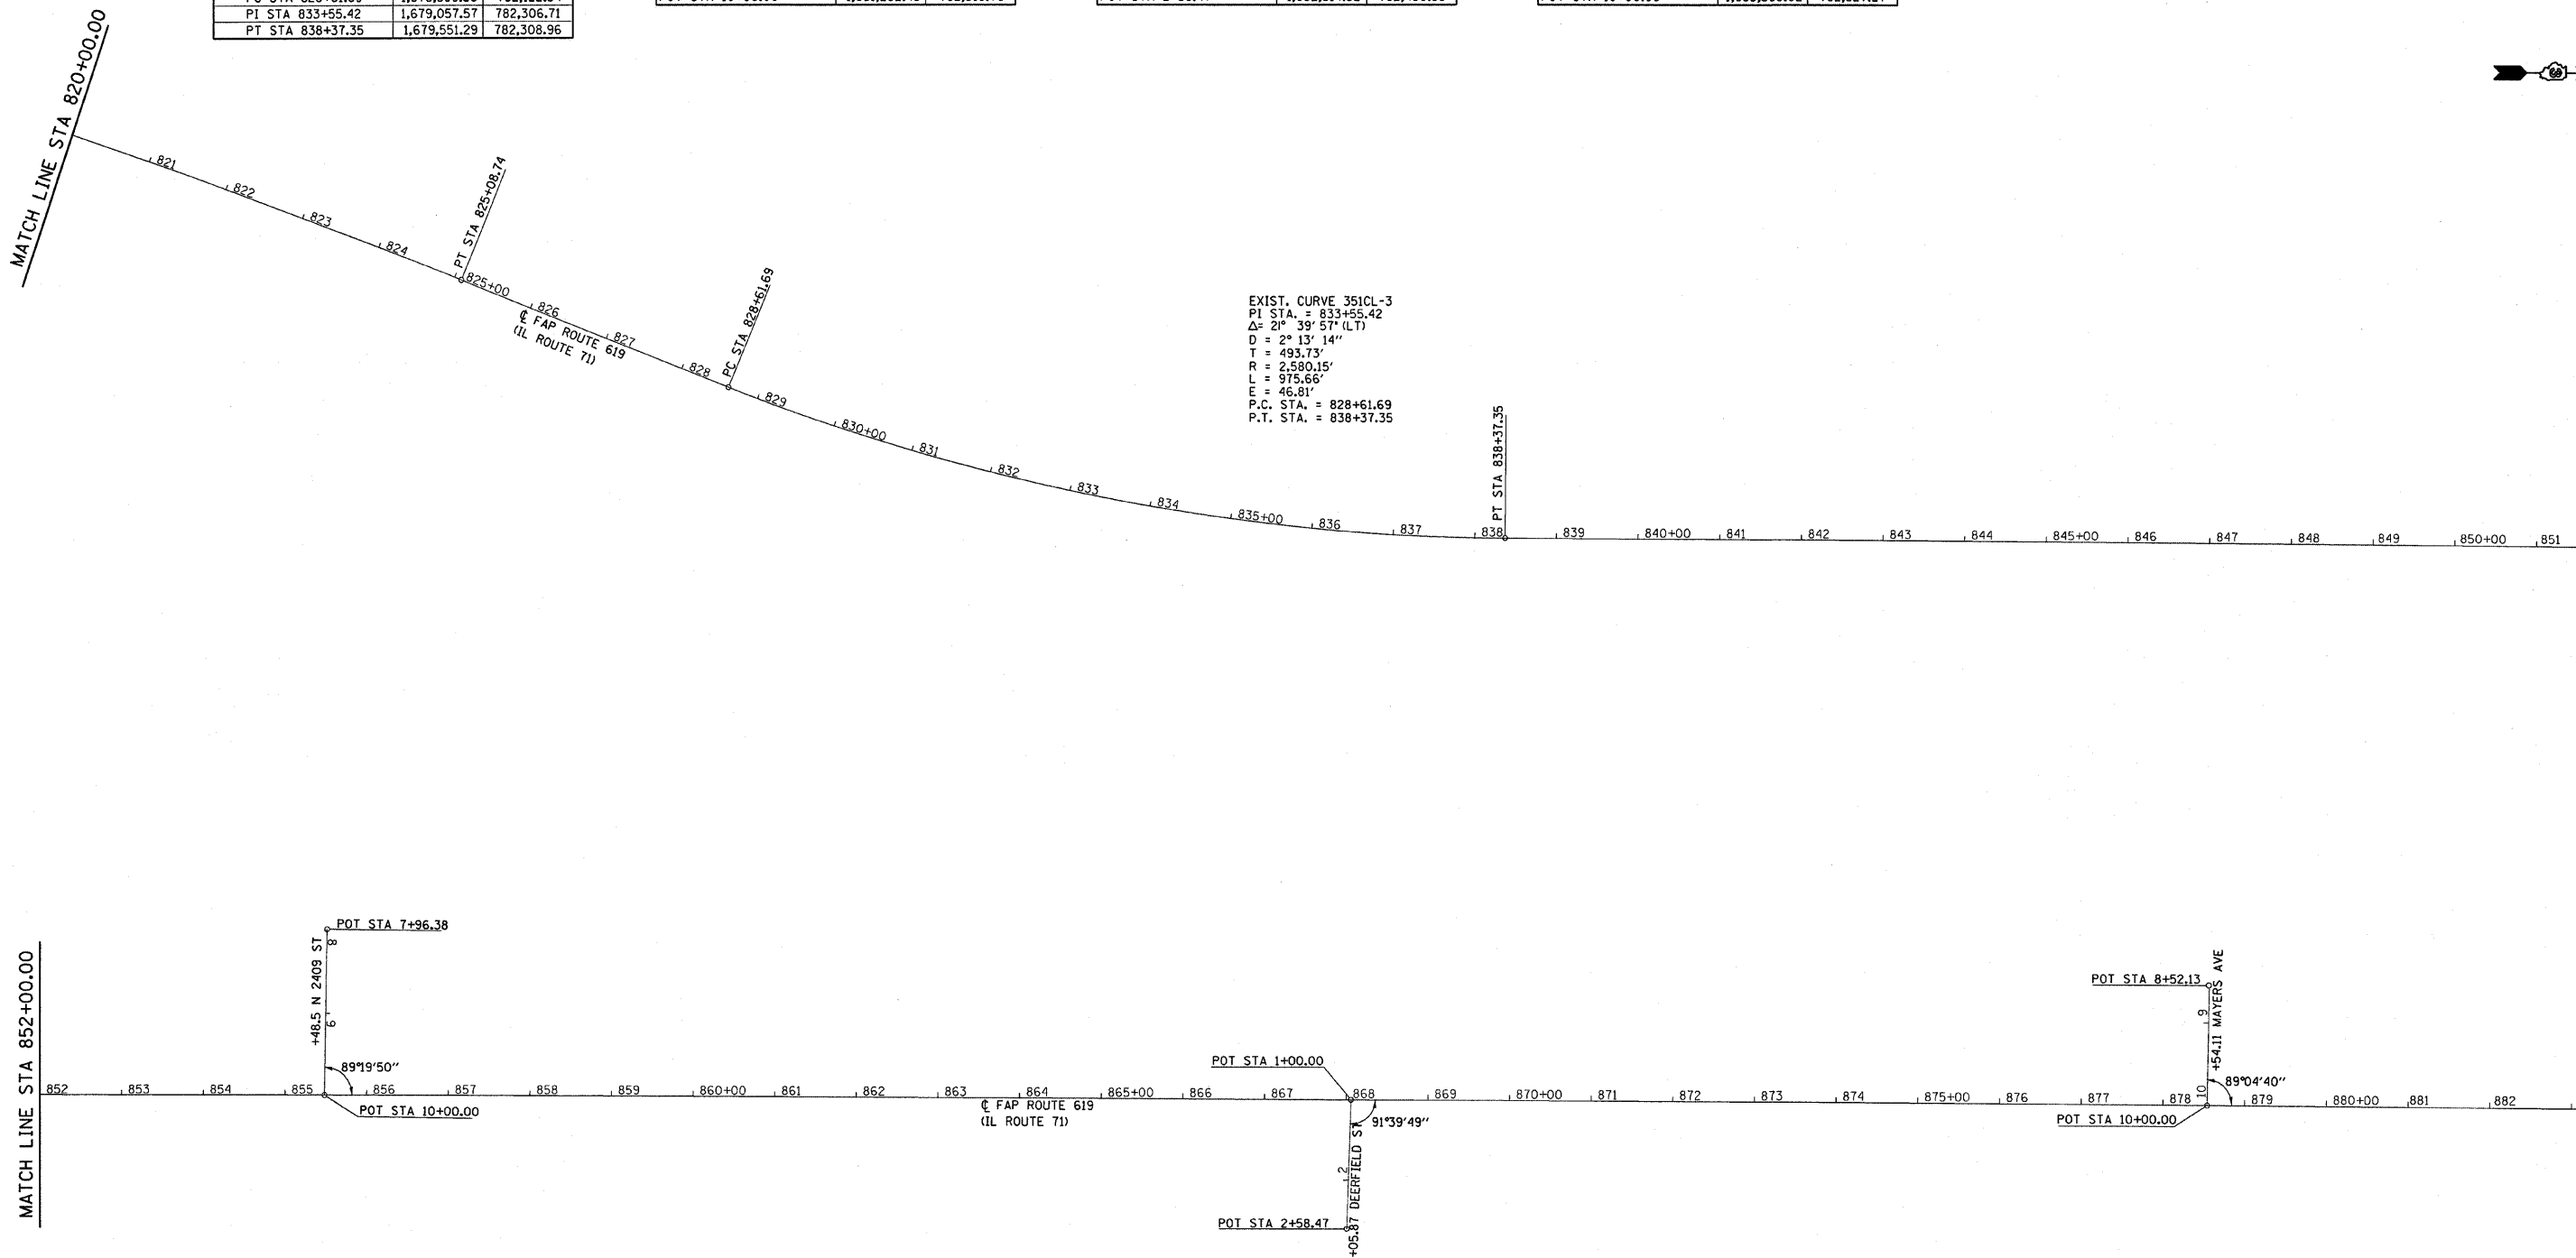 PI STA 833+55.42 1,679,057.57 782,306.71
PT STA 838+37.35 1,679,551.29 782,308.96
MATCH LINE STA 820+00.00
821
822
823
824
PT STA 825+08.74
825+00
826
827
828
℄ FAP ROUTE 619
(IL ROUTE 71)
PC STA 828+61.69
829
830+00
831
832
833
834
835+00
836
837
838
EXIST. CURVE 351CL-3
PI STA. = 833+55.42
Δ= 21° 39' 57" (LT)
D = 2° 13' 14"
T = 493.73'
R = 2,580.15'
L = 975.66'
E = 46.81'
P.C. STA. = 828+61.69
P.T. STA. = 838+37.35
PT STA 838+37.35
839
840+00
841
842
843
844
845+00
846
847
848
849
850+00
851
MATCH LINE STA 852+00.00
POT STA 7+96.38
8
+48.5 N 2409 ST
9
89°19'50"
852
853
854
855
856
857
858
859
860+00
861
862
863
864
865+00
866
867
868
869
870+00
871
872
873
874
875+00
876
877
878
879
880+00
881
882
POT STA 10+00.00
℄ FAP ROUTE 619
(IL ROUTE 71)
POT STA 1+00.00
91°39'49"
2
+05.87 DEERFIELD ST
POT STA 2+58.47
POT STA 8+52.13
9
+54.11 MAYERS AVE
10
89°04'40"
POT STA 10+00.00